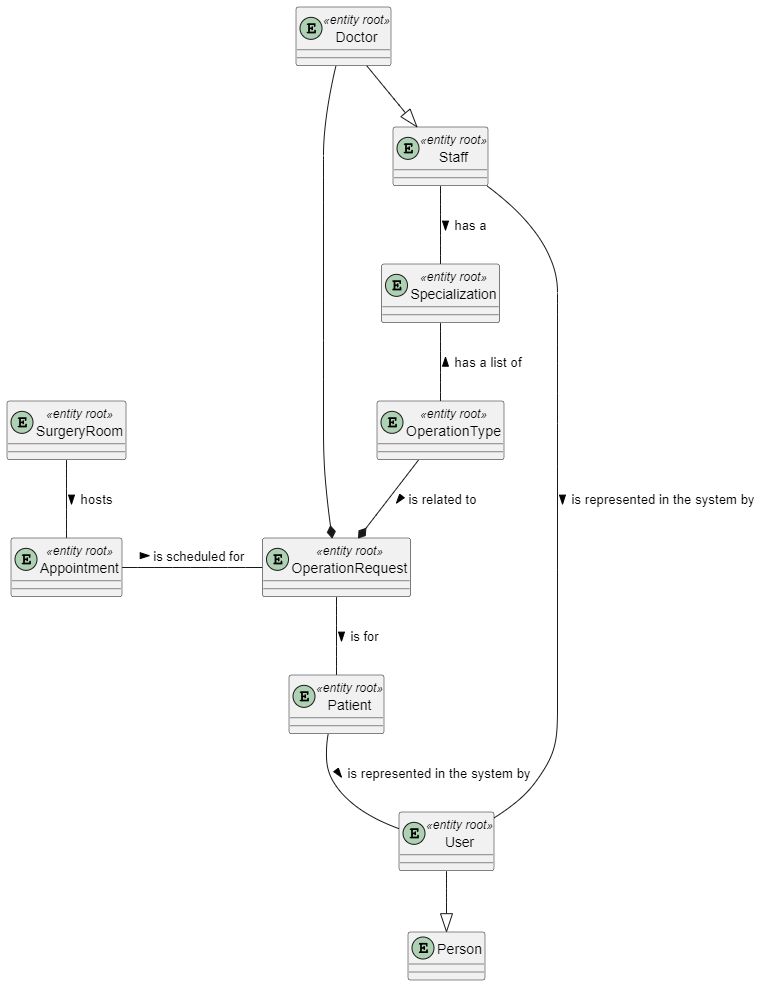 E «entity root»
Doctor
E «entity root»
Staff
has a
E «entity root»
Specialization
has a list of
E «entity root»
SurgeryRoom
E «entity root»
OperationType
hosts
is related to
is represented in the system by
E «entity root»
Appointment
is scheduled for
E «entity root»
OperationRequest
is for
E «entity root»
Patient
is represented in the system by
E «entity root»
User
E Person